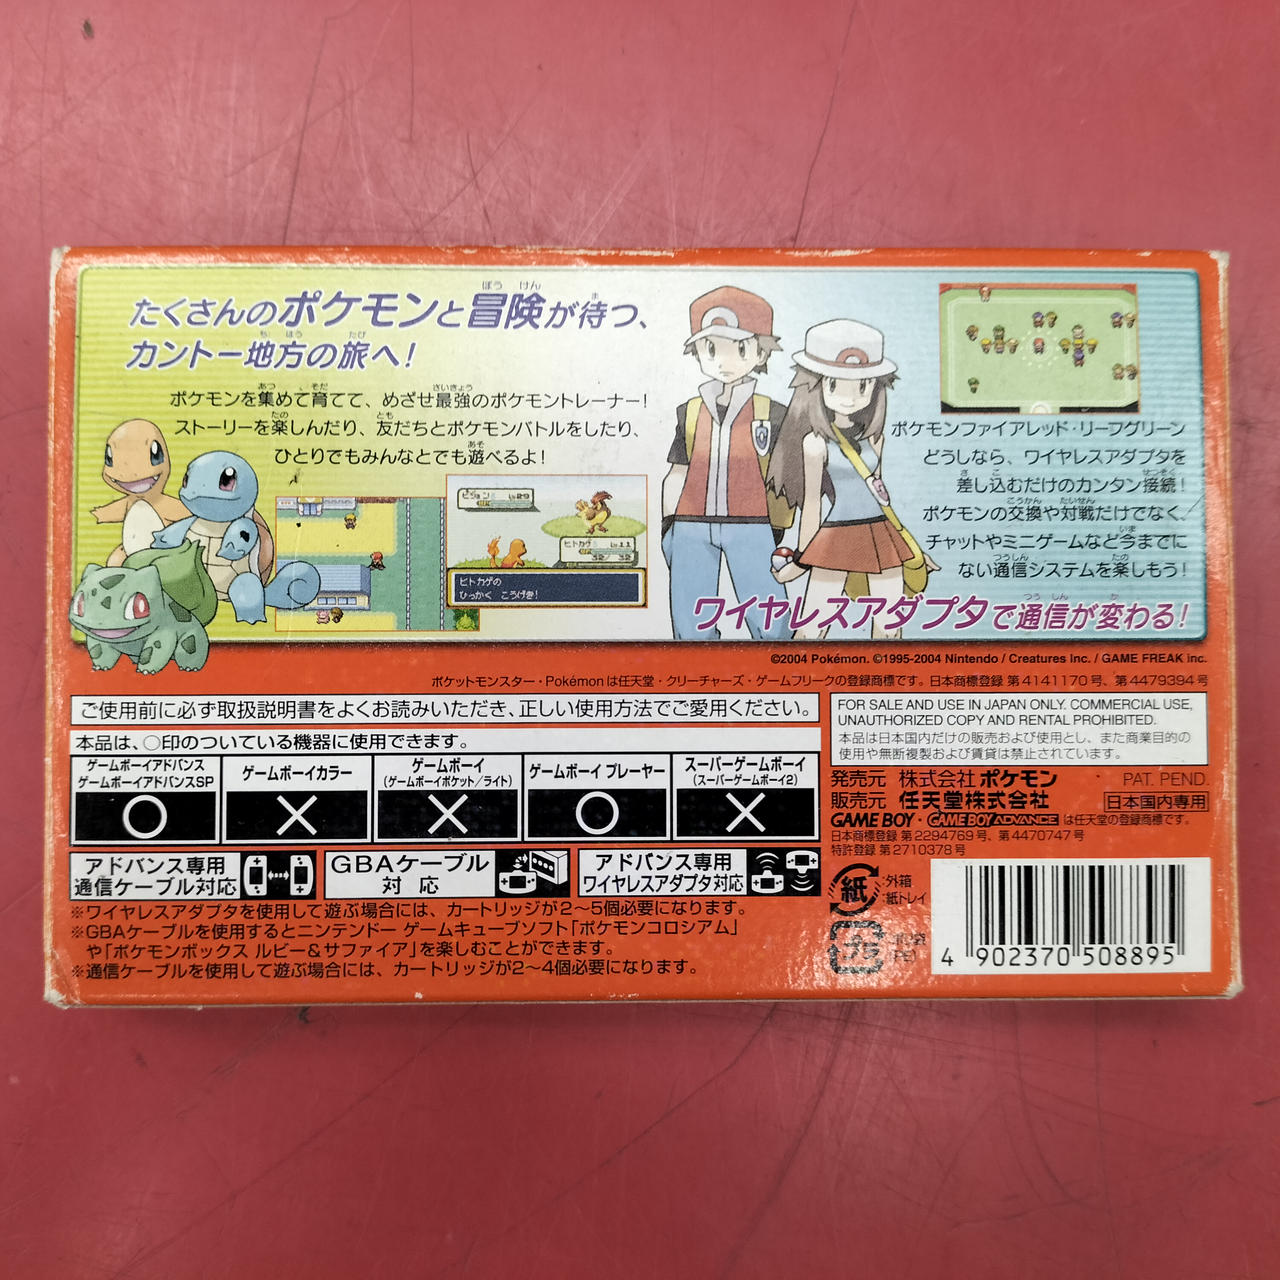 たくさんのポケモンと冒険が待つ、
カントー地方の旅へ!
ポケモンを集めて育てて、めざせ最強のポケモントレーナー!
ストーリーを楽しんだり、友だちとポケモンバトルをしたり、
ひとりでもみんなとでも遊べるよ!
ピジョン♂ Lv29
ヒトカゲ♂ Lv11
32/ 32
ヒトカゲの
ひっかく こうげき!
ポケモンファイアレッド・リーフグリーン
どうしなら、ワイヤレスアダプタを
差し込むだけのカンタン接続!
ポケモンの交換や対戦だけでなく、
チャットやミニゲームなど今までに
ない通信システムを楽しもう!
ワイヤレスアダプタで通信が変わる!
©2004 Pokémon. ©1995-2004 Nintendo / Creatures Inc. / GAME FREAK inc.
ポケットモンスター・Pokémonは任天堂・クリーチャーズ・ゲームフリークの登録商標です。日本商標登録 第4141170号、第4479394号
ご使用前に必ず取扱説明書をよくお読みいただき、正しい使用方法でご愛用ください。
本品は、○印のついている機器に使用できます。
ゲームボーイアドバンス
ゲームボーイアドバンスSP
ゲームボーイカラー
ゲームボーイ
(ゲームボーイポケット/ライト)
ゲームボーイ プレーヤー
スーパーゲームボーイ
(スーパーゲームボーイ2)
○ × × ○ ×
アドバンス専用
通信ケーブル対応
GBAケーブル
対応
アドバンス専用
ワイヤレスアダプタ対応
※ワイヤレスアダプタを使用して遊ぶ場合には、カートリッジが2〜5個必要になります。
※GBAケーブルを使用するとニンテンドー ゲームキューブソフト「ポケモンコロシアム」
や「ポケモンボックス ルビー&サファイア」を楽しむことができます。
※通信ケーブルを使用して遊ぶ場合には、カートリッジが2〜4個必要になります。
FOR SALE AND USE IN JAPAN ONLY. COMMERCIAL USE,
UNAUTHORIZED COPY AND RENTAL PROHIBITED.
本品は日本国内だけの販売および使用とし、また商業目的の
使用や無断複製および賃貸は禁止されています。
発売元 株式会社ポケモン PAT. PEND.
販売元 任天堂株式会社 日本国内専用
GAME BOY・GAME BOY ADVANCE は任天堂の登録商標です。
日本商標登録 第2294769号、第4470747号
特許登録 第2710378号
紙 :外箱
:紙トレイ
プラ
4 902370 508895